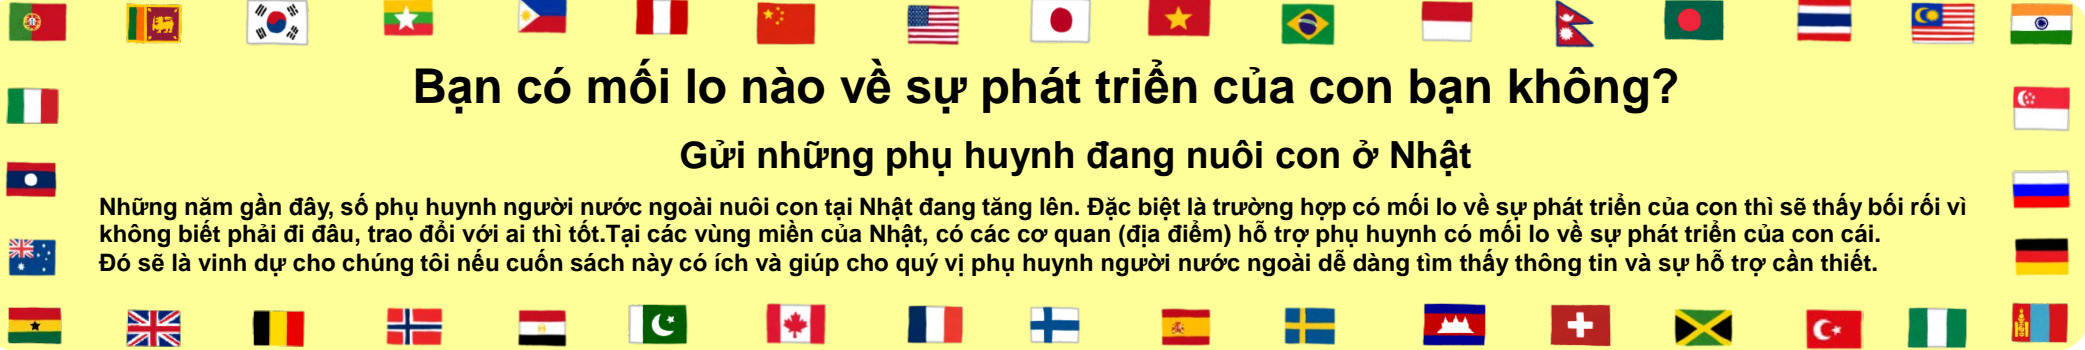 Bạn có mối lo nào về sự phát triển của con bạn không?
Gửi những phụ huynh đang nuôi con ở Nhật
Những năm gần đây, số phụ huynh người nước ngoài nuôi con tại Nhật đang tăng lên. Đặc biệt là trường hợp có mối lo về sự phát triển của con thì sẽ thấy bối rối vì
không biết phải đi đâu, trao đổi với ai thì tốt.Tại các vùng miền của Nhật, có các cơ quan (địa điểm) hỗ trợ phụ huynh có mối lo về sự phát triển của con cái.
Đó sẽ là vinh dự cho chúng tôi nếu cuốn sách này có ích và giúp cho quý vị phụ huynh người nước ngoài dễ dàng tìm thấy thông tin và sự hỗ trợ cần thiết.